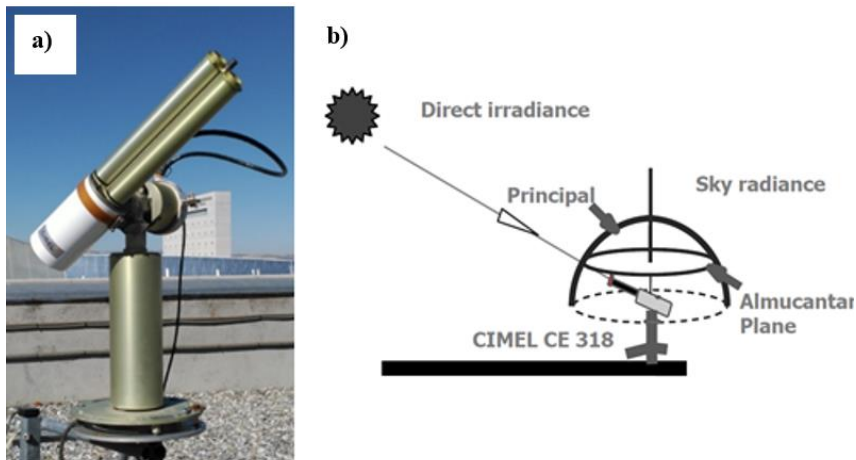 a)
b)
Direct irradiance
Principal
Sky radiance
Almucantar
Plane
CIMEL CE 318